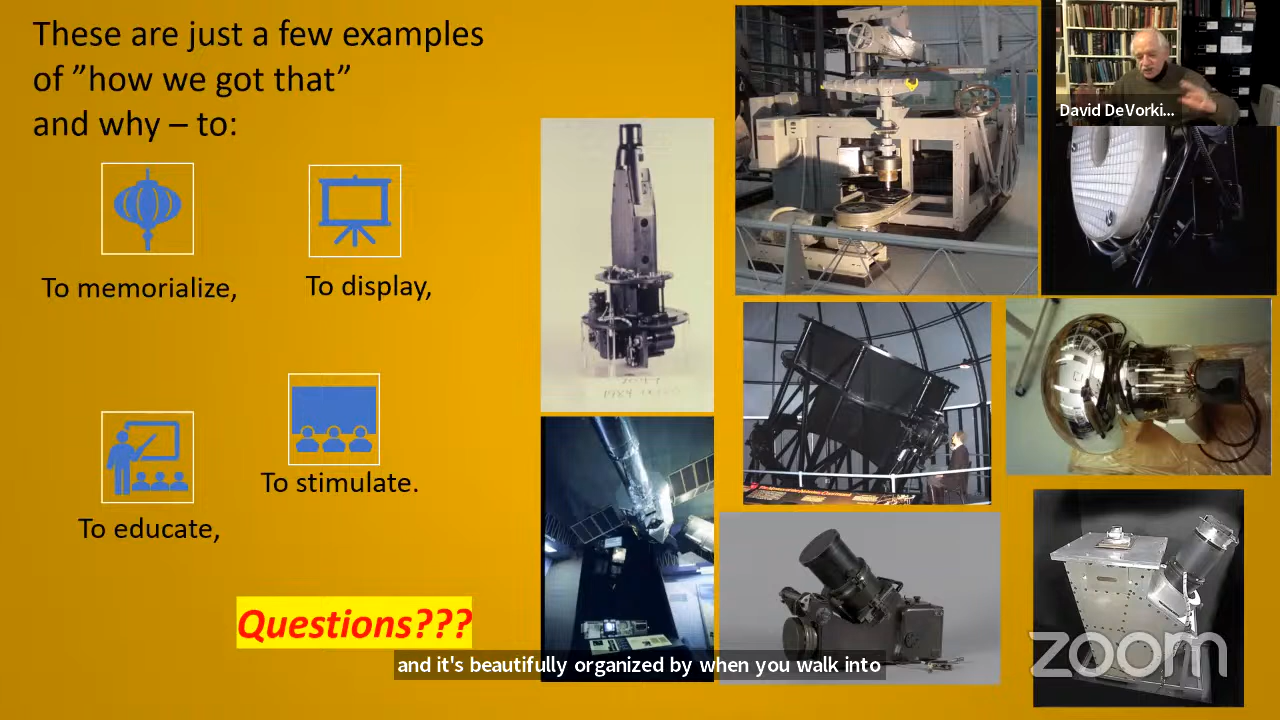 These are just a few examples
of ”how we got that”
and why – to:
To memorialize,
To display,
To educate,
To stimulate.
Questions???
David DeVorki...
and it's beautifully organized by when you walk into
zoom